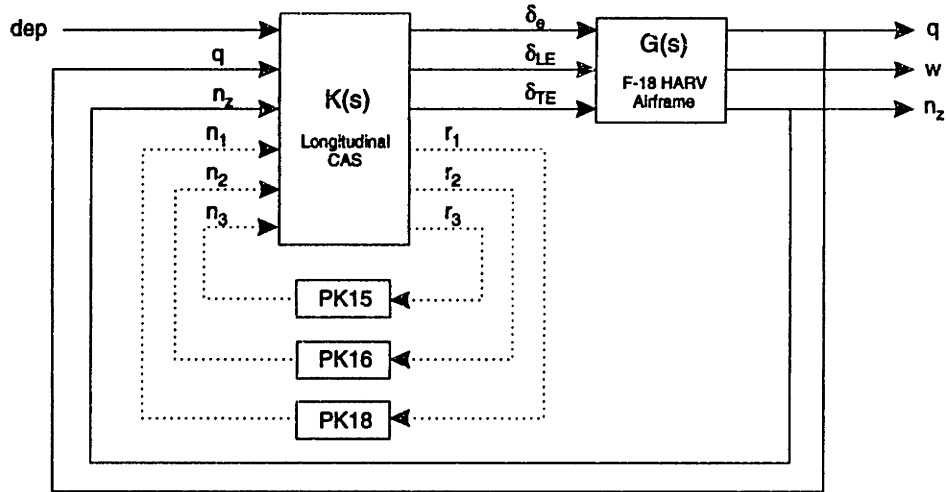 dep
q
n_z
n_1
n_2
n_3
K(s)
Longitudinal
CAS
δ_e
δ_LE
δ_TE
r_1
r_2
r_3
G(s)
F-18 HARV
Airframe
q
w
n_z
PK15
PK16
PK18